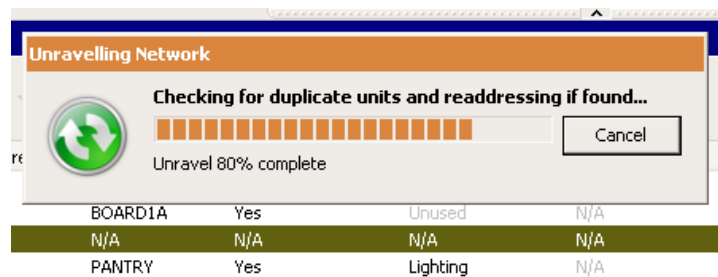 Unravelling Network
Checking for duplicate units and readdressing if found...
Cancel
Unravel 80% complete
re
BOARD1A Yes Unused N/A
N/A N/A N/A N/A
PANTRY Yes Lighting N/A